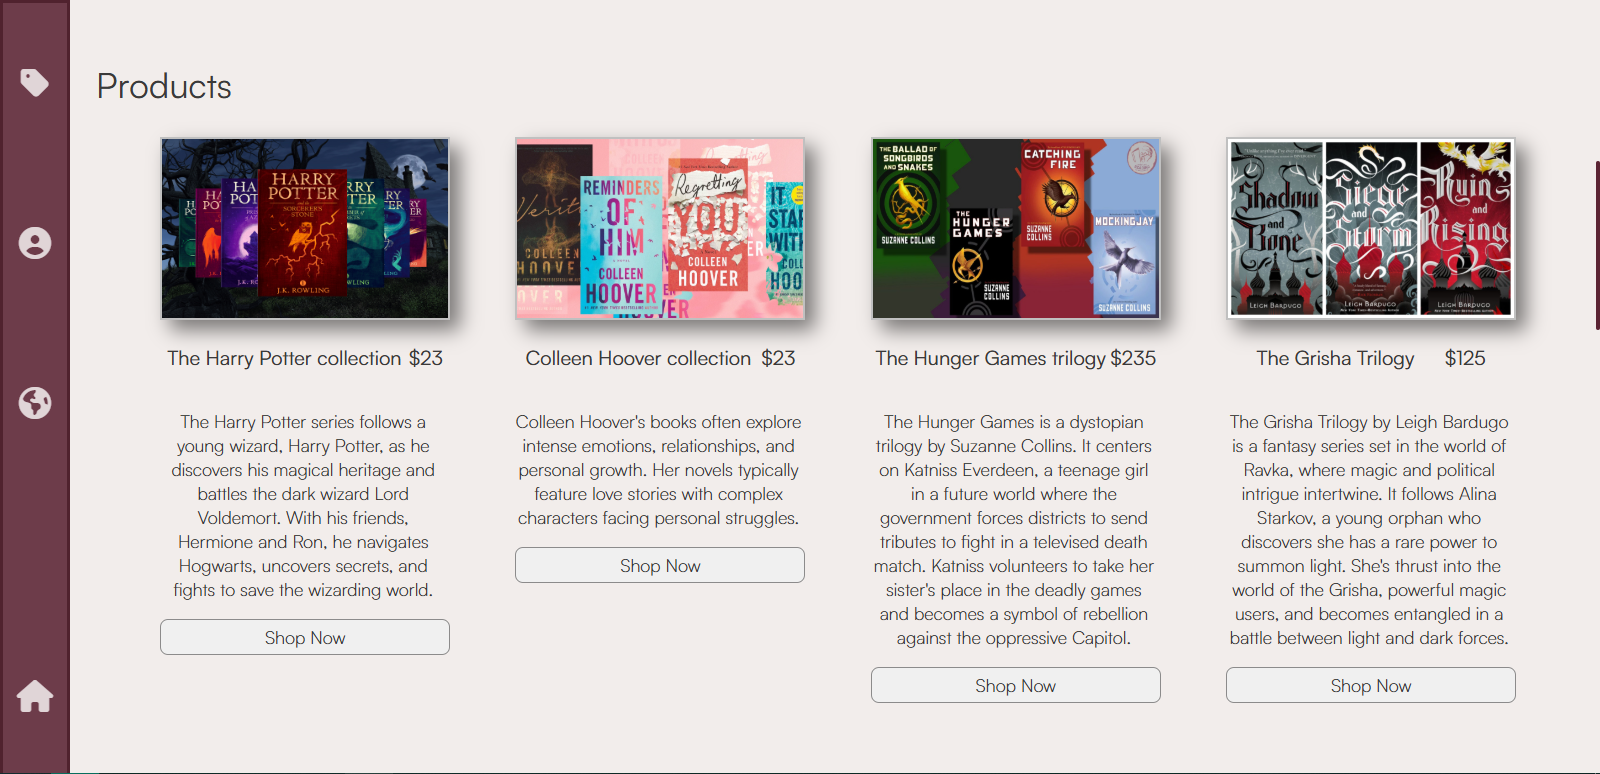 Products
HARRY
POTTER
and the
SORCERER'S
STONE
J.K. ROWLING
COLLEEN
HOOVER
REMINDERS
OF
HIM
A NOVEL
COLLEEN
HOOVER
Regretting
YOU
COLLEEN
HOOVER
THE BALLAD OF
SONGBIRDS
AND SNAKES
SUZANNE COLLINS
THE
HUNGER
GAMES
SUZANNE
COLLINS
CATCHING
FIRE
SUZANNE
COLLINS
MOCKINGJAY
SUZANNE COLLINS
Shadow
and
Bone
LEIGH BARDUGO
Siege
and
Storm
LEIGH BARDUGO
Ruin
and
Rising
LEIGH BARDUGO
The Harry Potter collection $23
The Harry Potter series follows a
young wizard, Harry Potter, as he
discovers his magical heritage and
battles the dark wizard Lord
Voldemort. With his friends,
Hermione and Ron, he navigates
Hogwarts, uncovers secrets, and
fights to save the wizarding world.
Shop Now
Colleen Hoover collection $23
Colleen Hoover's books often explore
intense emotions, relationships, and
personal growth. Her novels typically
feature love stories with complex
characters facing personal struggles.
Shop Now
The Hunger Games trilogy $235
The Hunger Games is a dystopian
trilogy by Suzanne Collins. It centers
on Katniss Everdeen, a teenage girl
in a future world where the
government forces districts to send
tributes to fight in a televised death
match. Katniss volunteers to take her
sister's place in the deadly games
and becomes a symbol of rebellion
against the oppressive Capitol.
Shop Now
The Grisha Trilogy $125
The Grisha Trilogy by Leigh Bardugo
is a fantasy series set in the world of
Ravka, where magic and political
intrigue intertwine. It follows Alina
Starkov, a young orphan who
discovers she has a rare power to
summon light. She's thrust into the
world of the Grisha, powerful magic
users, and becomes entangled in a
battle between light and dark forces.
Shop Now